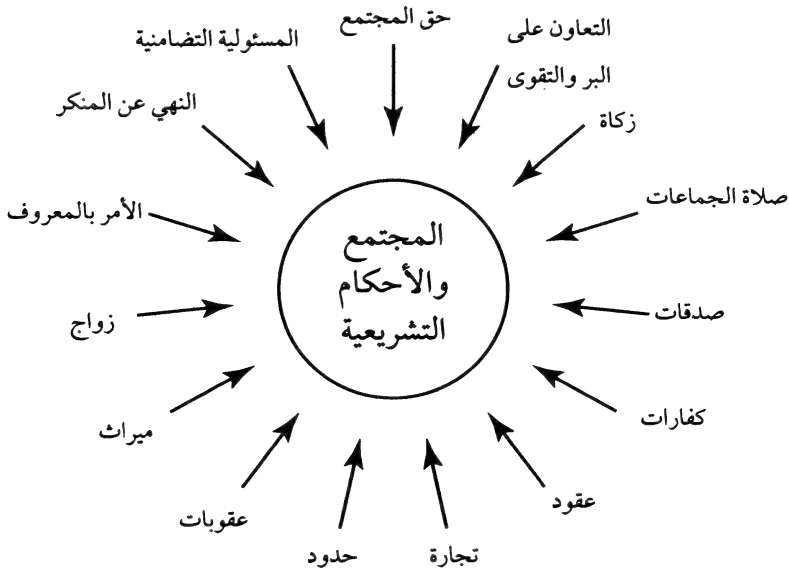 حق المجتمع
التعاون على
البر والتقوى
زكاة
صلاة الجماعات
صدقات
كفارات
عقود
تجارة
حدود
عقوبات
ميراث
زواج
الأمر بالمعروف
النهي عن المنكر
المسئولية التضامنية
المجتمع
والأحكام
التشريعية